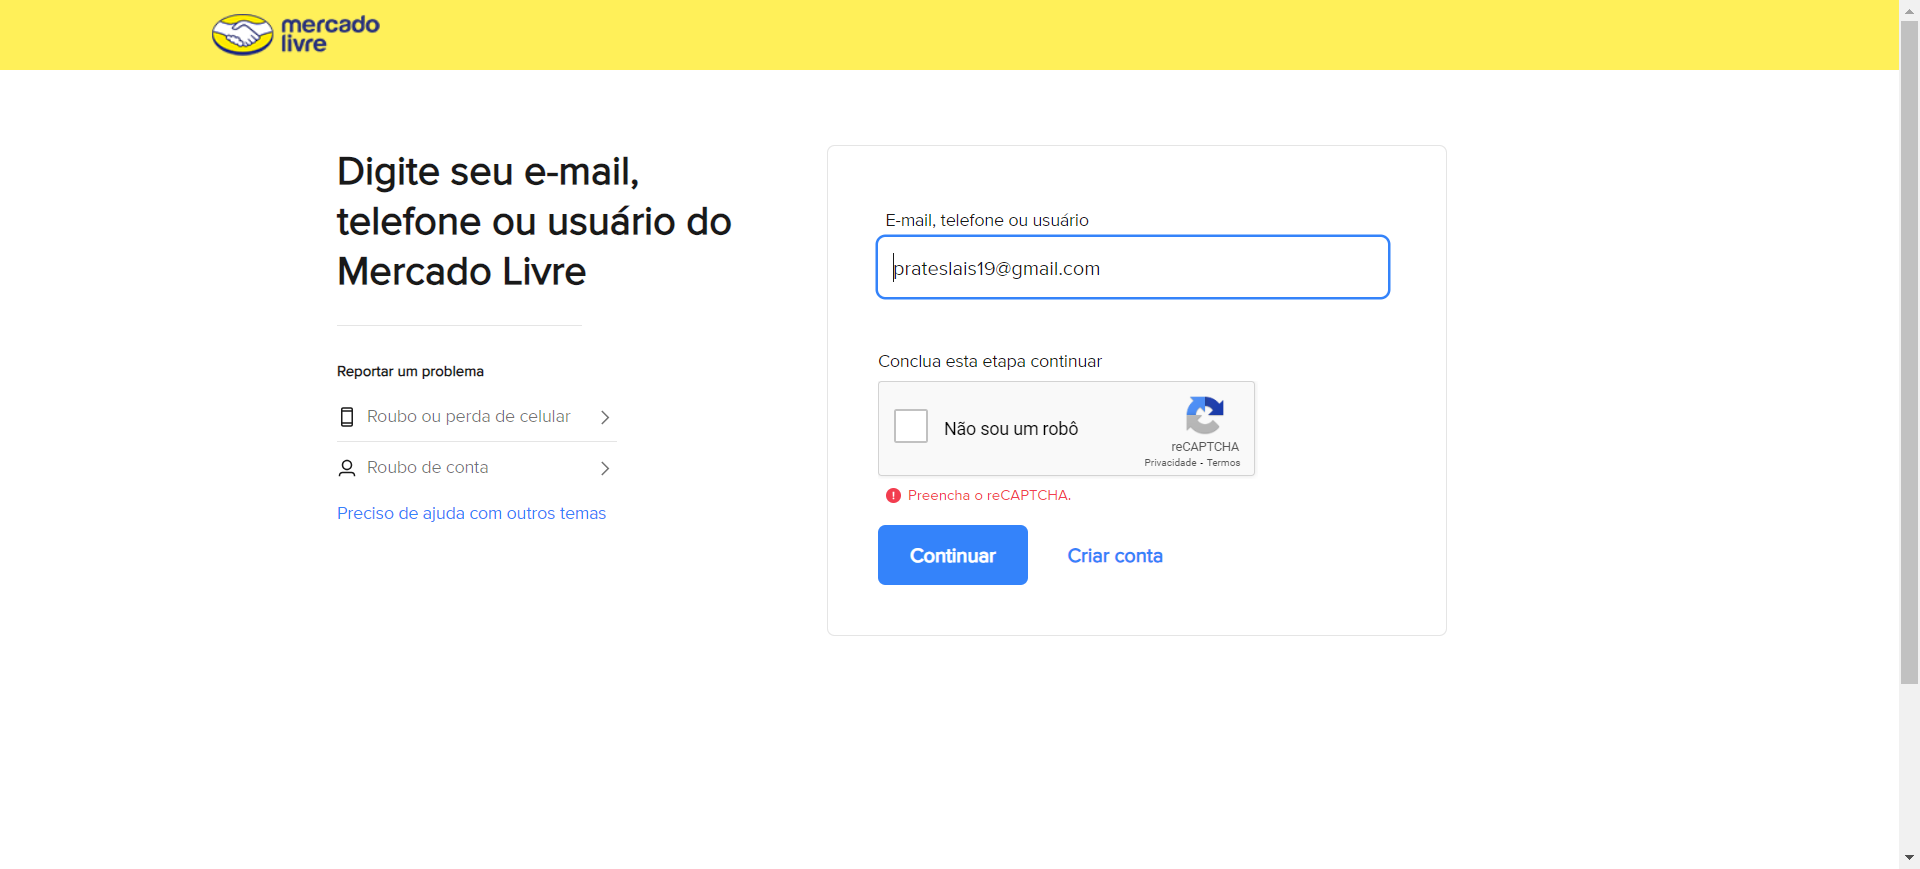 mercado
livre
Digite seu e-mail,
telefone ou usuário do
Mercado Livre
Reportar um problema
Roubo ou perda de celular
Roubo de conta
Preciso de ajuda com outros temas
E-mail, telefone ou usuário
prateslais19@gmail.com
Conclua esta etapa continuar
Não sou um robô
reCAPTCHA
Privacidade - Termos
Preencha o reCAPTCHA.
Continuar
Criar conta